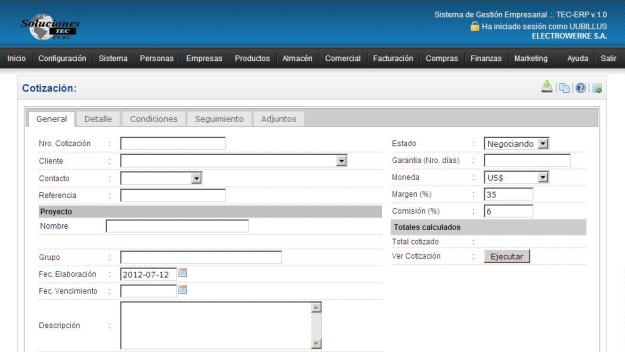 Soluciones
TEC
PERU
Sistema de Gestión Empresarial .:. TEC-ERP v.1.0
Ha iniciado sesión como UUBILLUS
ELECTROWERKE S.A.
Inicio Configuración Sistema Personas Empresas Productos Almacén Comercial Facturación Compras Finanzas Marketing Ayuda Salir
Cotización:
General Detalle Condiciones Seguimiento Adjuntos
Nro. Cotización :
Cliente :
Contacto :
Referencia :
Proyecto
Nombre
Grupo :
Fec. Elaboración : 2012-07-12
Fec. Vencimiento :
Descripción :
Estado : Negociando
Garantía (Nro. días) :
Moneda : US$
Margen (%) : 35
Comisión (%) : 6
Totales calculados
Total cotizado :
Ver Cotización : Ejecutar